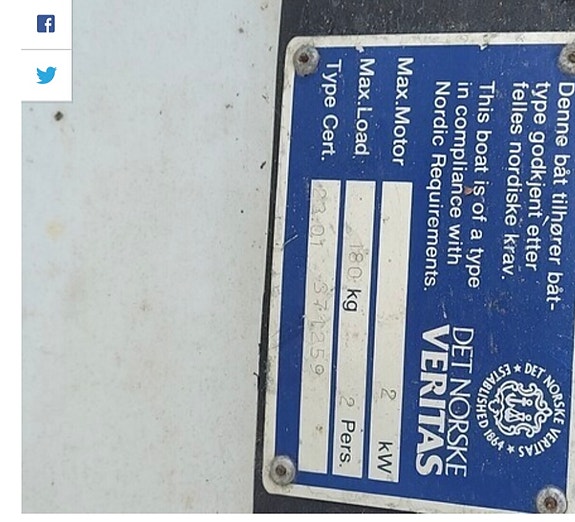 Denne båt tilhører båt-
type godkjent etter
felles nordiske krav.
This boat is of a type
in compliance with
Nordic Requirements.
Max.Motor 2 kW
Max.Load 180 kg 2 Pers.
Type Cert.
DET NORSKE
VERITAS
DET NORSKE VERITAS
ESTABLISHED 1864